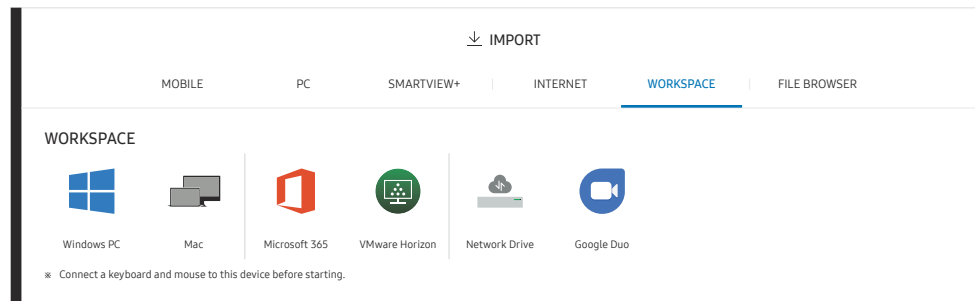 IMPORT
MOBILE PC SMARTVIEW+ INTERNET WORKSPACE FILE BROWSER
WORKSPACE
Windows PC Mac Microsoft 365 VMware Horizon Network Drive Google Duo
※ Connect a keyboard and mouse to this device before starting.